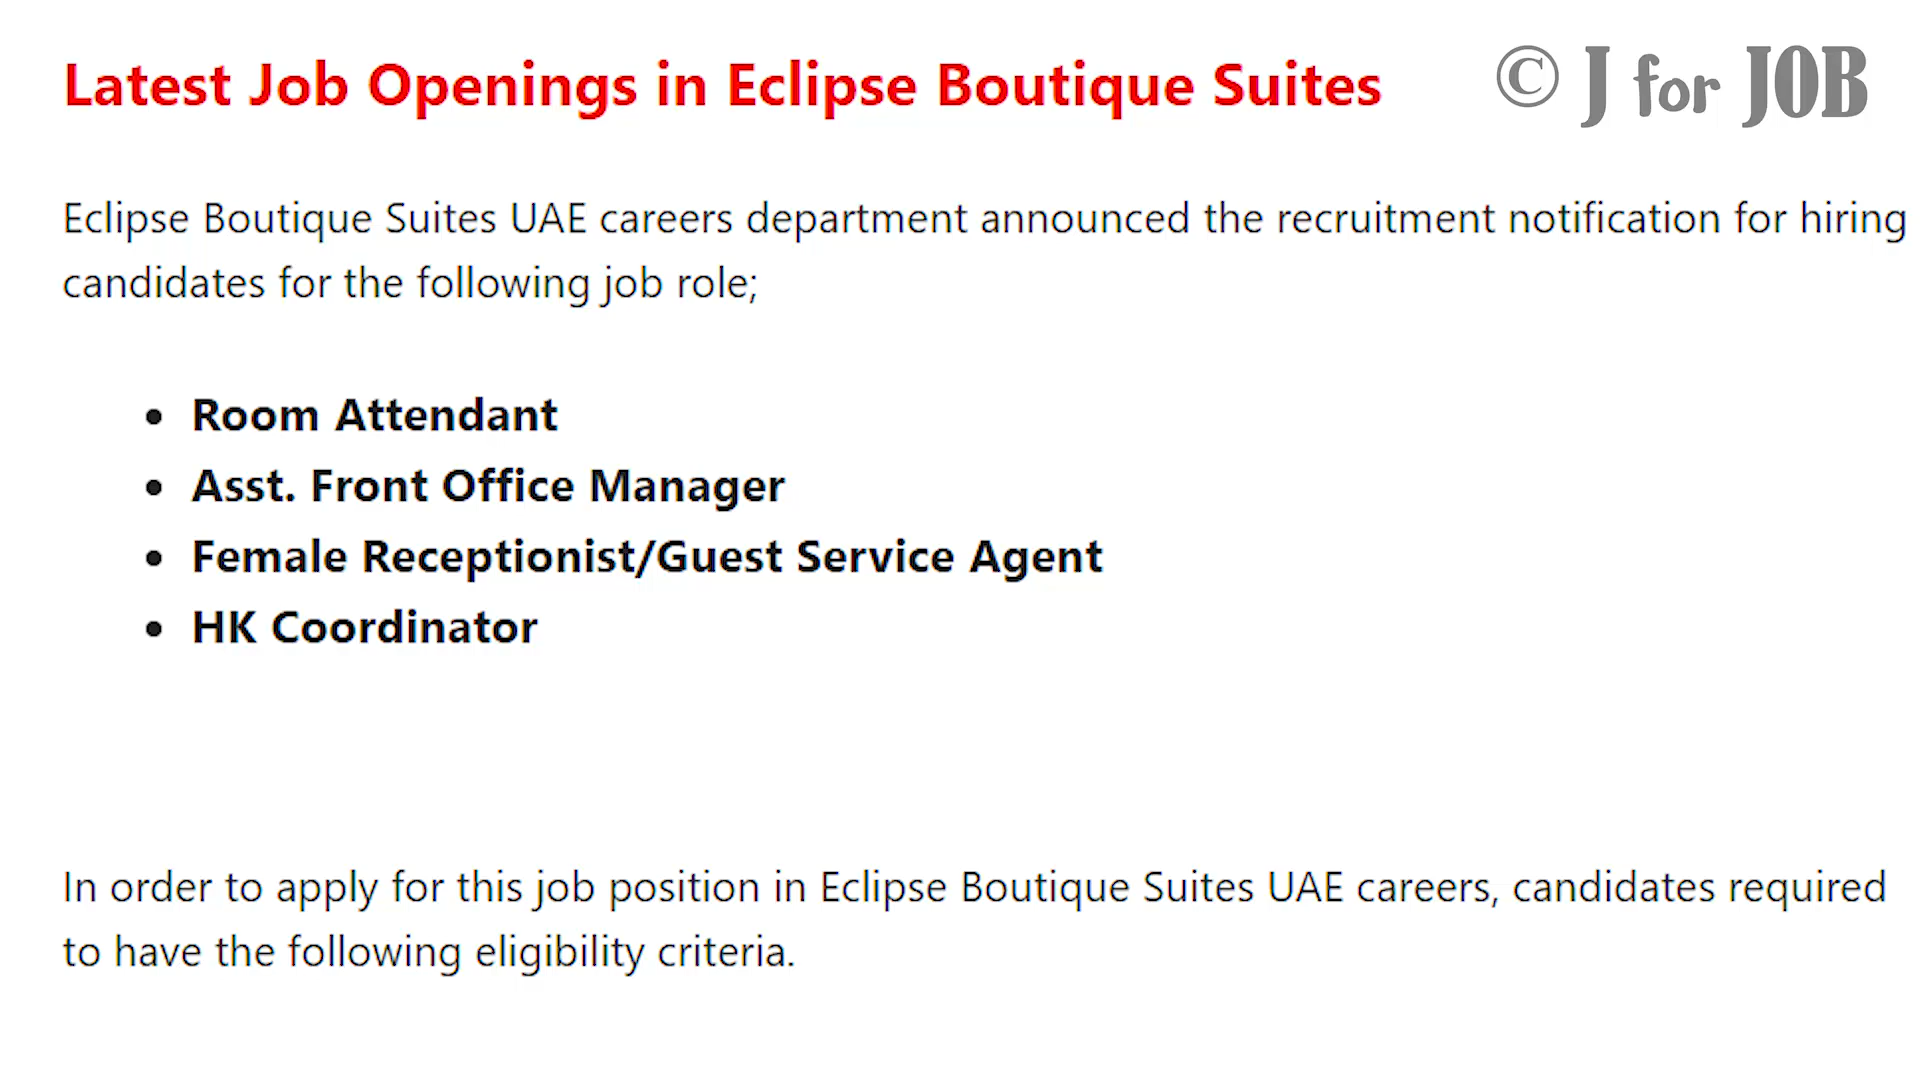 Latest Job Openings in Eclipse Boutique Suites
© J for JOB
Eclipse Boutique Suites UAE careers department announced the recruitment notification for hiring
candidates for the following job role;
• Room Attendant
• Asst. Front Office Manager
• Female Receptionist/Guest Service Agent
• HK Coordinator
In order to apply for this job position in Eclipse Boutique Suites UAE careers, candidates required
to have the following eligibility criteria.